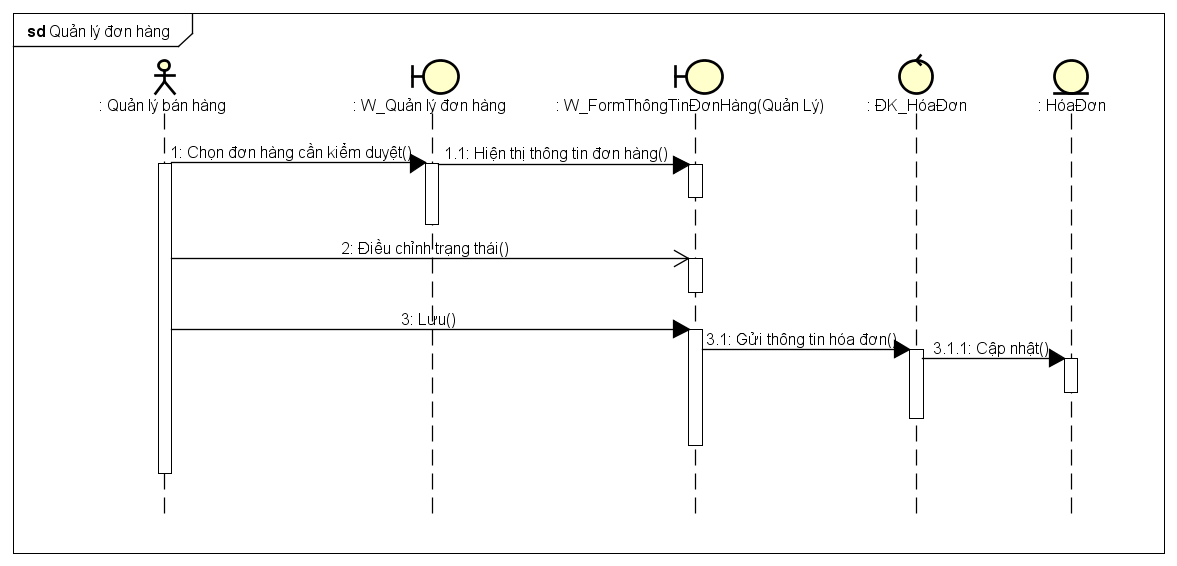 sd Quản lý đơn hàng
: Quản lý bán hàng
: W_Quản lý đơn hàng
: W_FormThôngTinĐơnHàng(Quản Lý)
: ĐK_HóaĐơn
: HóaĐơn
1: Chọn đơn hàng cần kiểm duyệt()
1.1: Hiện thị thông tin đơn hàng()
2: Điều chỉnh trạng thái()
3: Lưu()
3.1: Gửi thông tin hóa đơn()
3.1.1: Cập nhật()